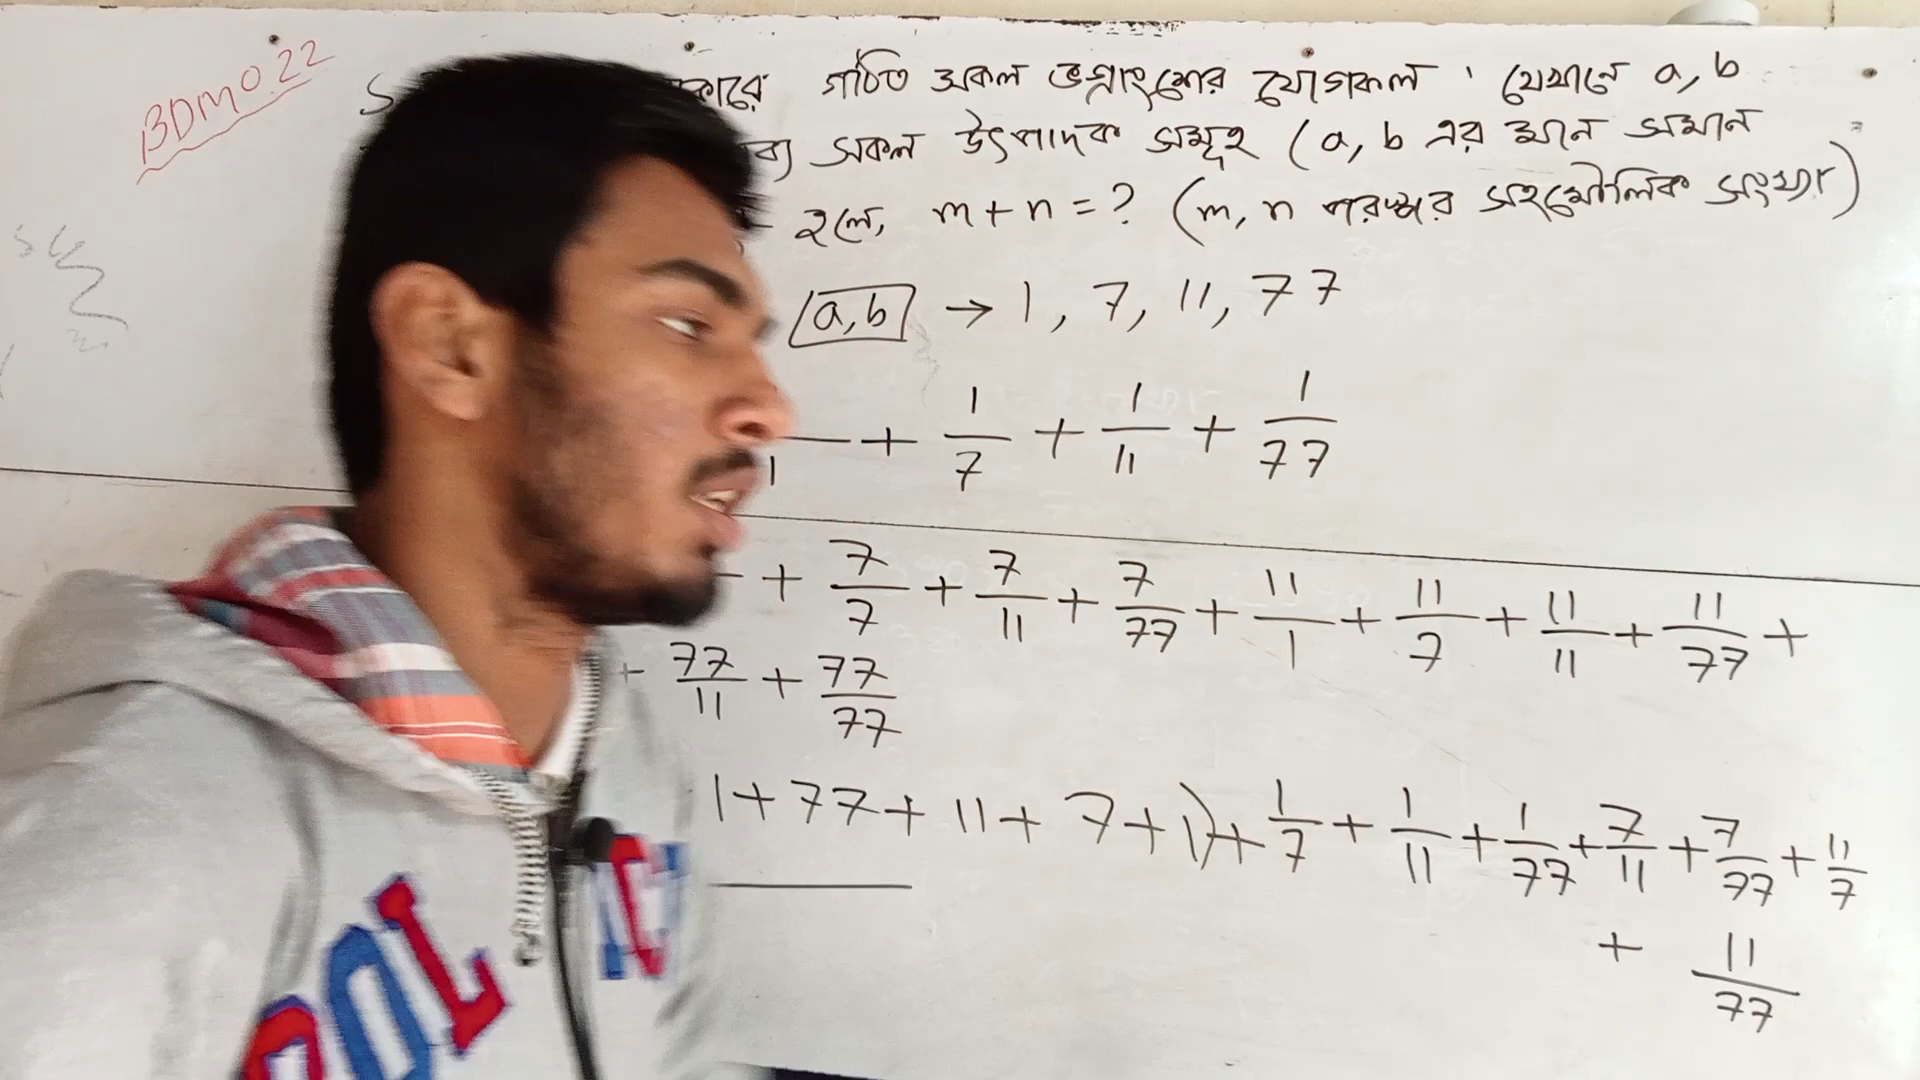 BDMO.22
S গঠিত সকল ভগ্নাংশের যোগফল । যেখানে a, b
সকল উৎপাদক সমূহ ( a, b এর মান সমান
হলে, m + n = ? ( m, n পরস্পর সহমৌলিক সংখ্যা )
a, b → 1, 7, 11, 77
+ 1/7 + 1/11 + 1/77
+ 7/7 + 7/11 + 7/77 + 11/1 + 11/7 + 11/11 + 11/77 +
+ 77/11 + 77/77
1 + 77 + 11 + 7 + 1) + 1/7 + 1/11 + 1/77 + 7/11 + 7/77 + 11/7
+ 11/77